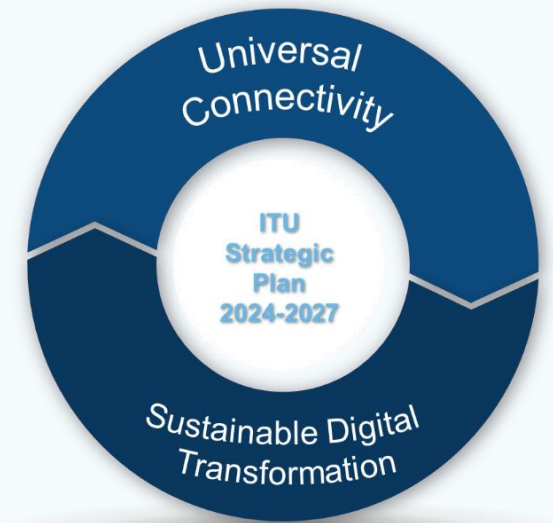 Universal
Connectivity
ITU
Strategic
Plan
2024-2027
Sustainable Digital
Transformation